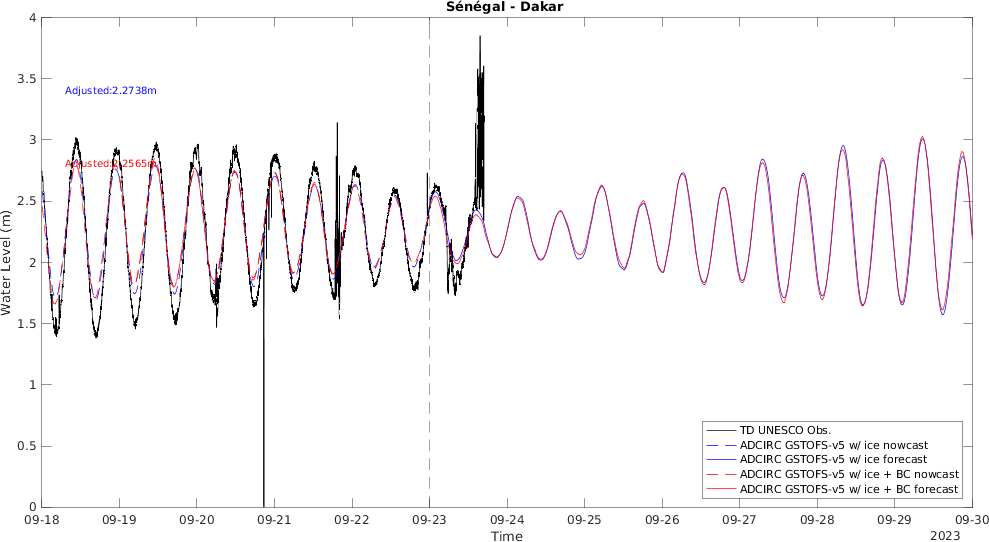 Sénégal - Dakar
Water Level (m)
4
3.5
3
2.5
2
1.5
1
0.5
0
Adjusted:2.2738m
Adjusted:2.2565m
TD UNESCO Obs.
ADCIRC GSTOFS-v5 w/ ice nowcast
ADCIRC GSTOFS-v5 w/ ice forecast
ADCIRC GSTOFS-v5 w/ ice + BC nowcast
ADCIRC GSTOFS-v5 w/ ice + BC forecast
09-18 09-19 09-20 09-21 09-22 09-23 09-24 09-25 09-26 09-27 09-28 09-29 09-30
Time
2023